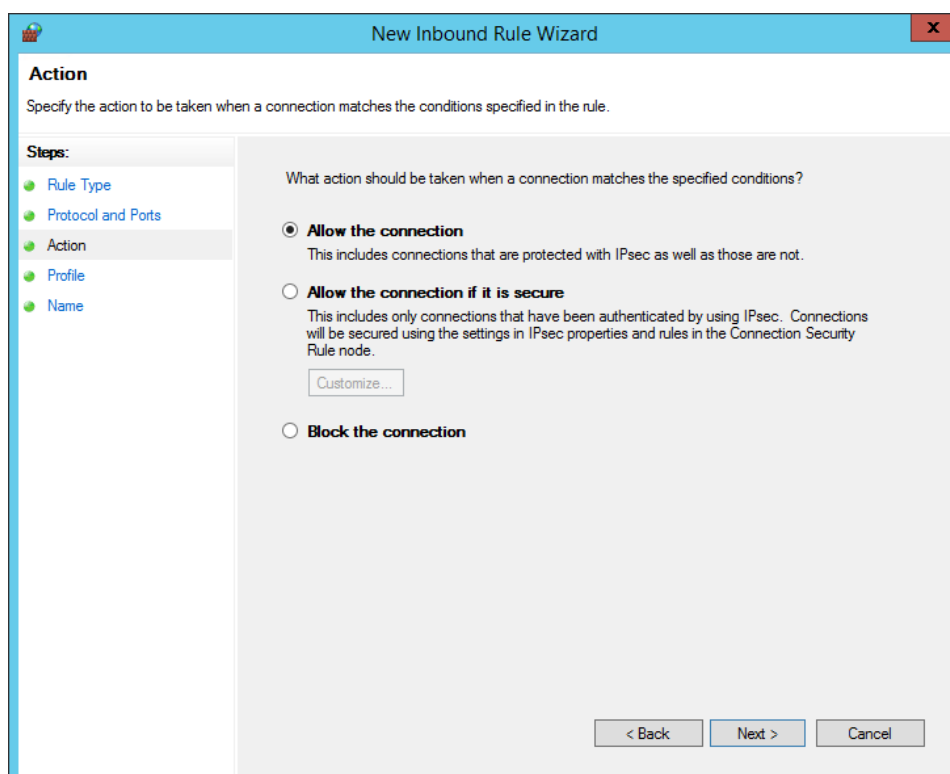 New Inbound Rule Wizard
x
Action
Specify the action to be taken when a connection matches the conditions specified in the rule.
Steps:
Rule Type
Protocol and Ports
Action
Profile
Name
What action should be taken when a connection matches the specified conditions?
Allow the connection
This includes connections that are protected with IPsec as well as those are not.
Allow the connection if it is secure
This includes only connections that have been authenticated by using IPsec. Connections
will be secured using the settings in IPsec properties and rules in the Connection Security
Rule node.
Customize...
Block the connection
< Back
Next >
Cancel